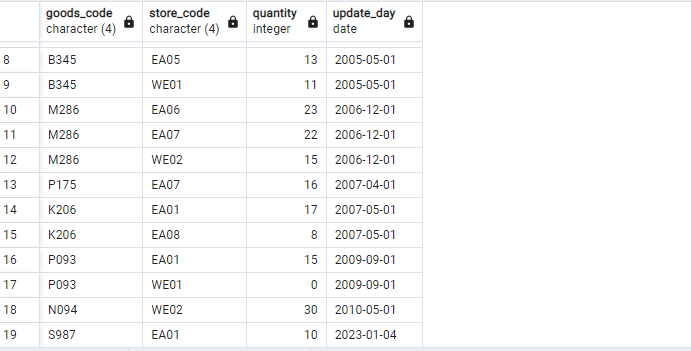 goods_code store_code quantity update_day
character (4) character (4) integer date
8 B345 EA05 13 2005-05-01
9 B345 WE01 11 2005-05-01
10 M286 EA06 23 2006-12-01
11 M286 EA07 22 2006-12-01
12 M286 WE02 15 2006-12-01
13 P175 EA07 16 2007-04-01
14 K206 EA01 17 2007-05-01
15 K206 EA08 8 2007-05-01
16 P093 EA01 15 2009-09-01
17 P093 WE01 0 2009-09-01
18 N094 WE02 30 2010-05-01
19 S987 EA01 10 2023-01-04